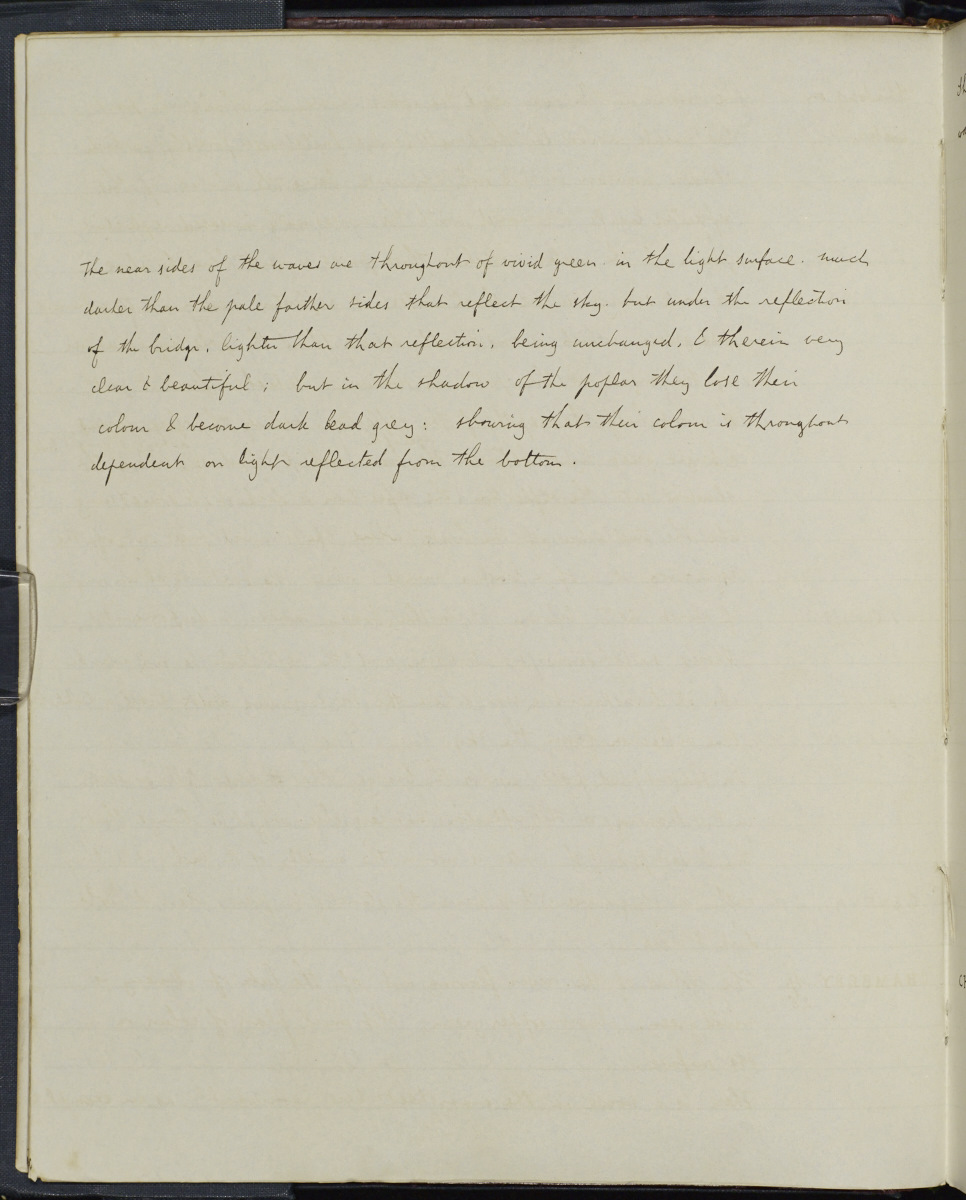 The near sides of the waves are throughout of vivid green in the light surface. much
darker than the pale farther sides that reflect the sky. but under the reflection
of the bridge, lighter than that reflection, being unchanged, & therein very
clear & beautiful ; but in the shadow of the poplar they lose their
colour & become dark lead grey : showing that their colour is throughout
dependent on light reflected from the bottom .